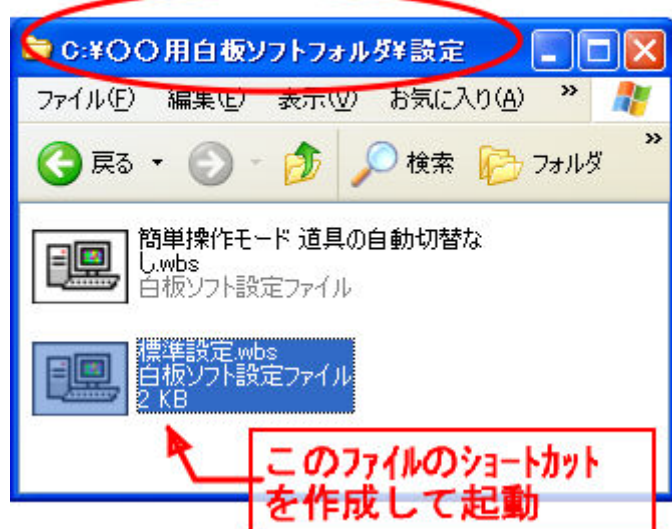 C:¥〇〇用白板ソフトフォルダ¥設定
ファイル(F) 編集(E) 表示(V) お気に入り(A) »
戻る 検索 フォルダ »
簡単操作モード 道具の自動切替な
し.wbs
白板ソフト設定ファイル
標準設定.wbs
白板ソフト設定ファイル
2 KB
このファイルのショートカット
を作成して起動